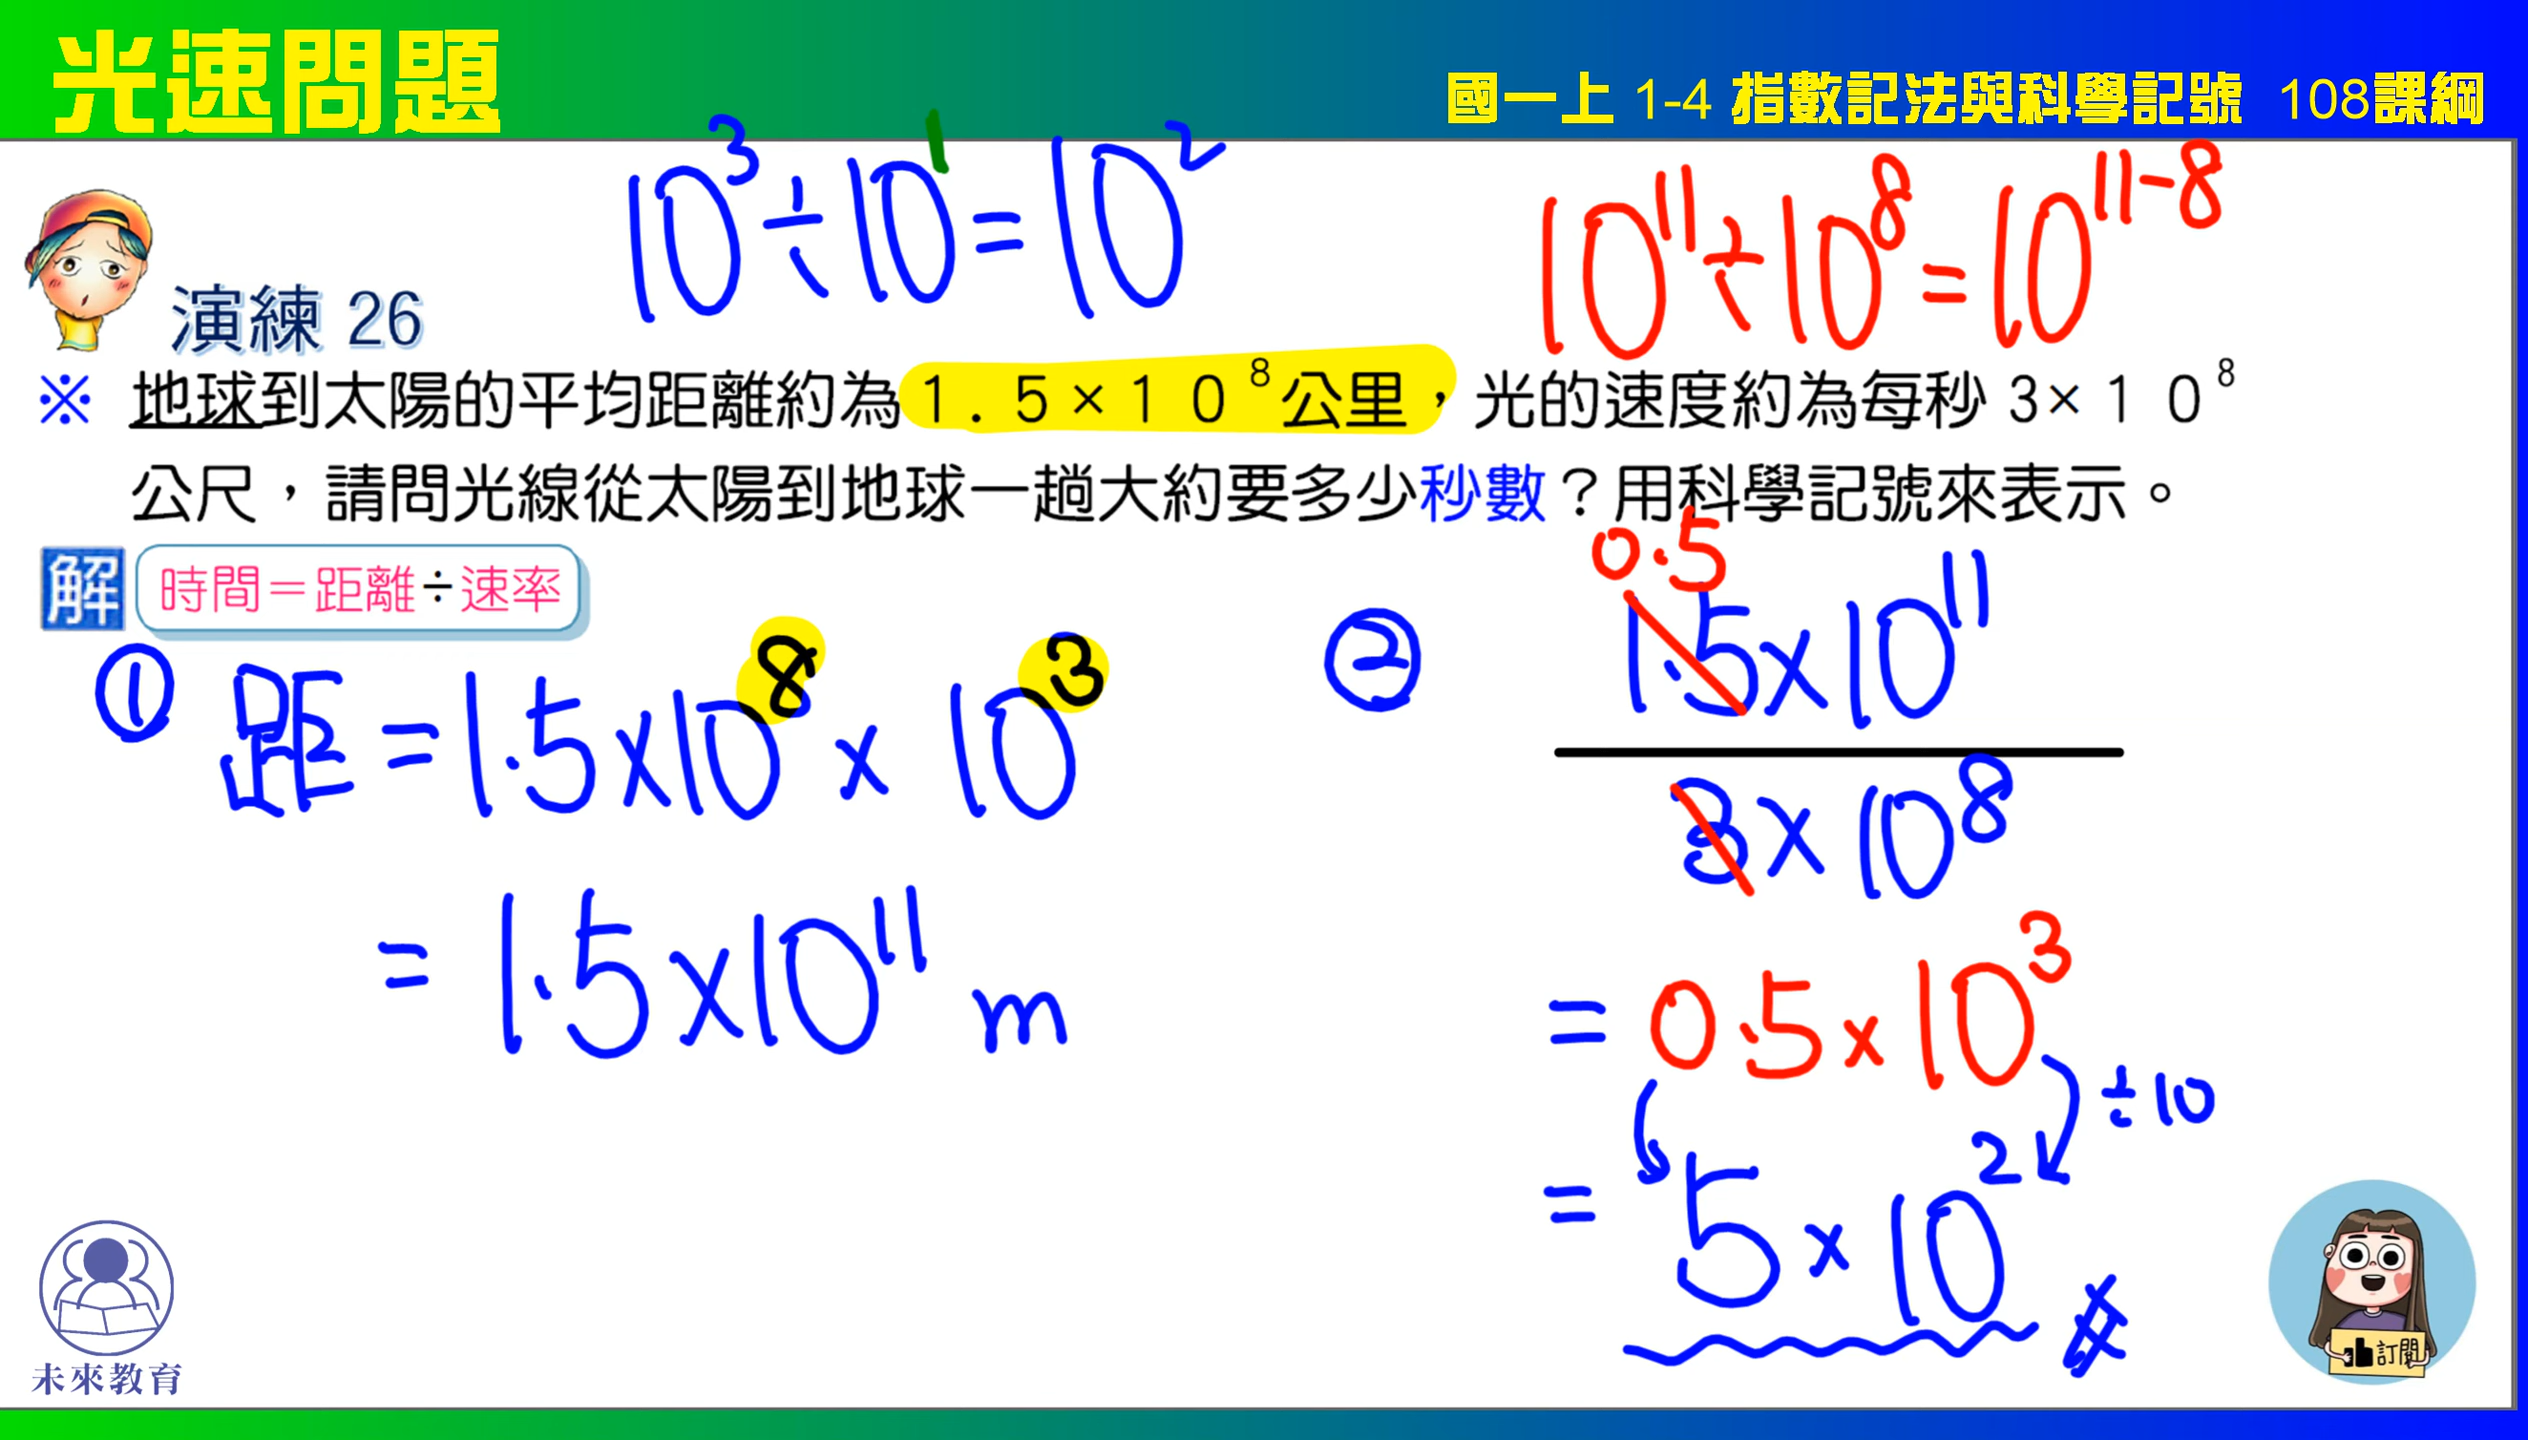 光速問題
國一上 1-4 指數記法與科學記號 108課綱
10³÷10¹=10²
10¹¹÷10⁸=10¹¹⁻⁸
演練 26
※ 地球到太陽的平均距離約為1.5×10⁸公里，光的速度約為每秒3×10⁸
公尺，請問光線從太陽到地球一趟大約要多少秒數？用科學記號來表示。
解 時間＝距離÷速率
① 距=1.5×10⁸×10³
=1.5×10¹¹ m
② 0.5
1.5×10¹¹
3×10⁸
=0.5×10³
÷10
=5×10²
未來教育
訂閱